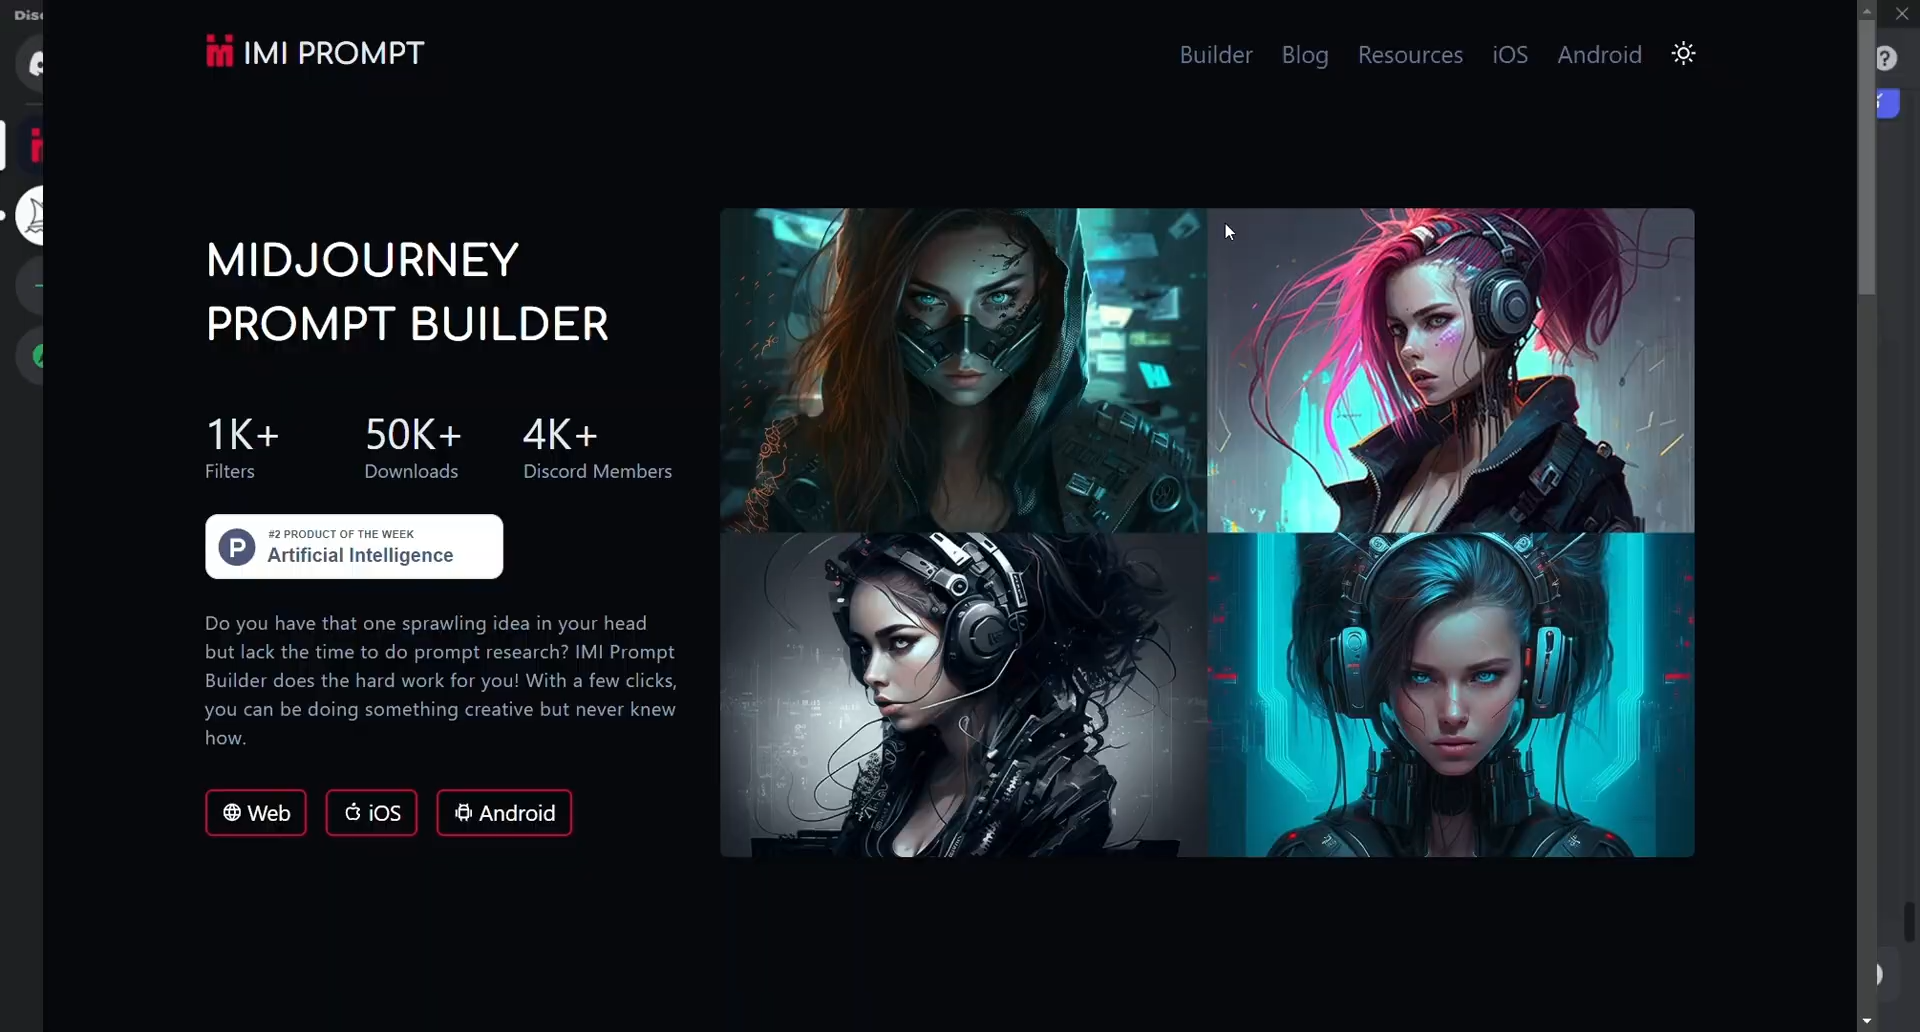 Disc
IMI PROMPT
Builder
Blog
Resources
iOS
Android
MIDJOURNEY
PROMPT BUILDER
1K+
50K+
4K+
Filters
Downloads
Discord Members
#2 PRODUCT OF THE WEEK
P
Artificial Intelligence
Do you have that one sprawling idea in your head
but lack the time to do prompt research? IMI Prompt
Builder does the hard work for you! With a few clicks,
you can be doing something creative but never knew
how.
Web
iOS
Android